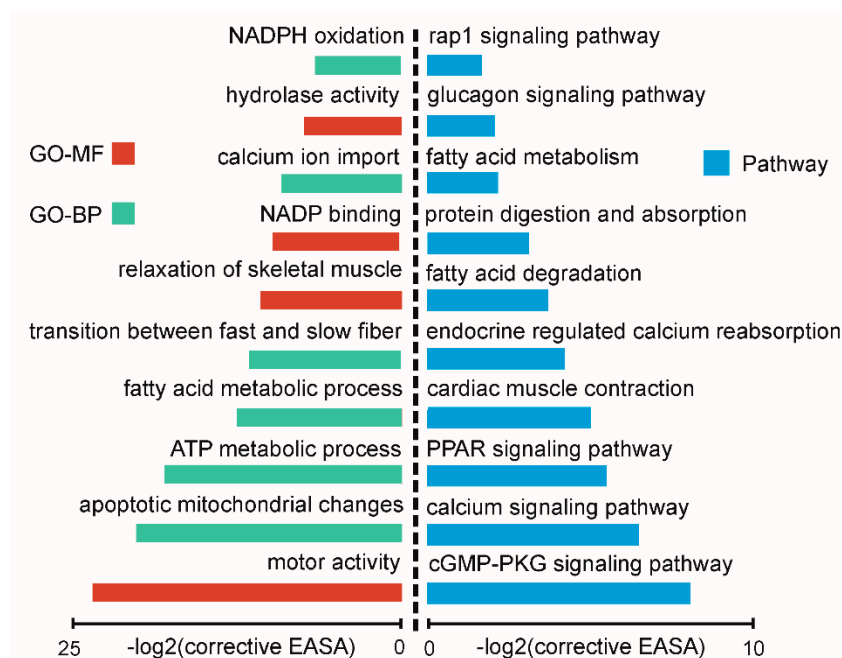 NADPH oxidation
rap1 signaling pathway
hydrolase activity
glucagon signaling pathway
GO-MF
calcium ion import
fatty acid metabolism
Pathway
GO-BP
NADP binding
protein digestion and absorption
relaxation of skeletal muscle
fatty acid degradation
transition between fast and slow fiber
endocrine regulated calcium reabsorption
fatty acid metabolic process
cardiac muscle contraction
ATP metabolic process
PPAR signaling pathway
apoptotic mitochondrial changes
calcium signaling pathway
motor activity
cGMP-PKG signaling pathway
25 -log2(corrective EASA) 0
0 -log2(corrective EASA) 10